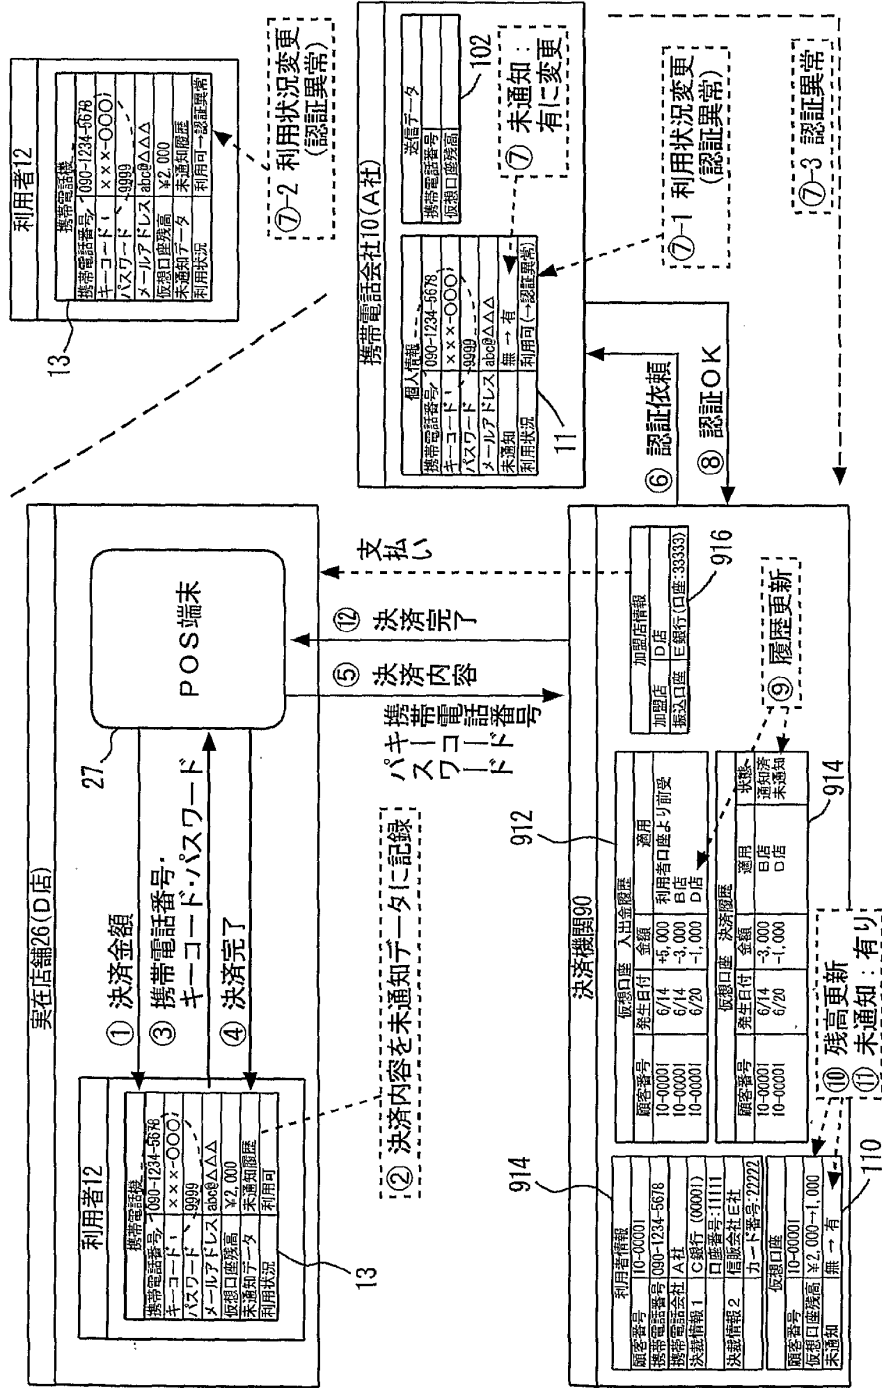 実在店舗26(D店)
利用者12
携帯電話機
携帯電話番号 090-1234-5678
キーコード ×××-○○○
パスワード 9999
メールアドレス abc@△△△
仮想口座残高 ¥2,000
未通知データ 未通知履歴
利用状況 利用可
13
① 決済金額
③ 携帯電話番号・
キーコード・パスワード
④ 決済完了
② 決済内容を未通知データに記録
27
POS端末
⑤ 決済内容
携帯電話番号
キーコード
パスワード
⑫ 決済完了
支払い
利用者12
携帯電話機
携帯電話番号 090-1234-5678
キーコード ×××-○○○
パスワード 9999
メールアドレス abc@△△△
仮想口座残高 ¥2,000
未通知データ 未通知履歴
利用状況 利用可→認証異常
13
⑦-2 利用状況変更
(認証異常)
携帯電話会社10(A社)
個人情報
携帯電話番号 090-1234-5678
キーコード ×××-○○○
パスワード 9999
メールアドレス abc@△△△
未通知 無→有
利用状況 利用可(→認証異常)
11
送信データ
携帯電話番号
仮想口座残高
102
⑦ 未通知:
有に変更
⑦-1 利用状況変更
(認証異常)
⑦-3 認証異常
⑥ 認証依頼
⑧ 認証OK
決済機関90
914
利用者情報
顧客番号 10-00001
携帯電話番号 090-1234-5678
携帯電話会社 A社
決裁情報1 C銀行 (00001)
口座番号:11111
決裁情報2 信販会社E社
カード番号:22222
仮想口座
顧客番号 10-00001
仮想口座残高 ¥2,000→1,000
未通知 無→有
110
912
仮想口座 入出金履歴
顧客番号 発生日付 金額 適用
10-00001 6/14 +5,000 利用者口座より前受
10-00001 6/14 -3,000 B店
10-00001 6/20 -1,000 D店
仮想口座 決済履歴
顧客番号 発生日付 金額 適用 状態
10-00001 6/14 -3,000 B店 通知済
10-00001 6/20 -1,000 D店 未通知
914
加盟店情報
加盟店 D店
振込口座 E銀行(口座:33333)
916
⑨ 履歴更新
⑩ 残高更新
⑪ 未通知:有り